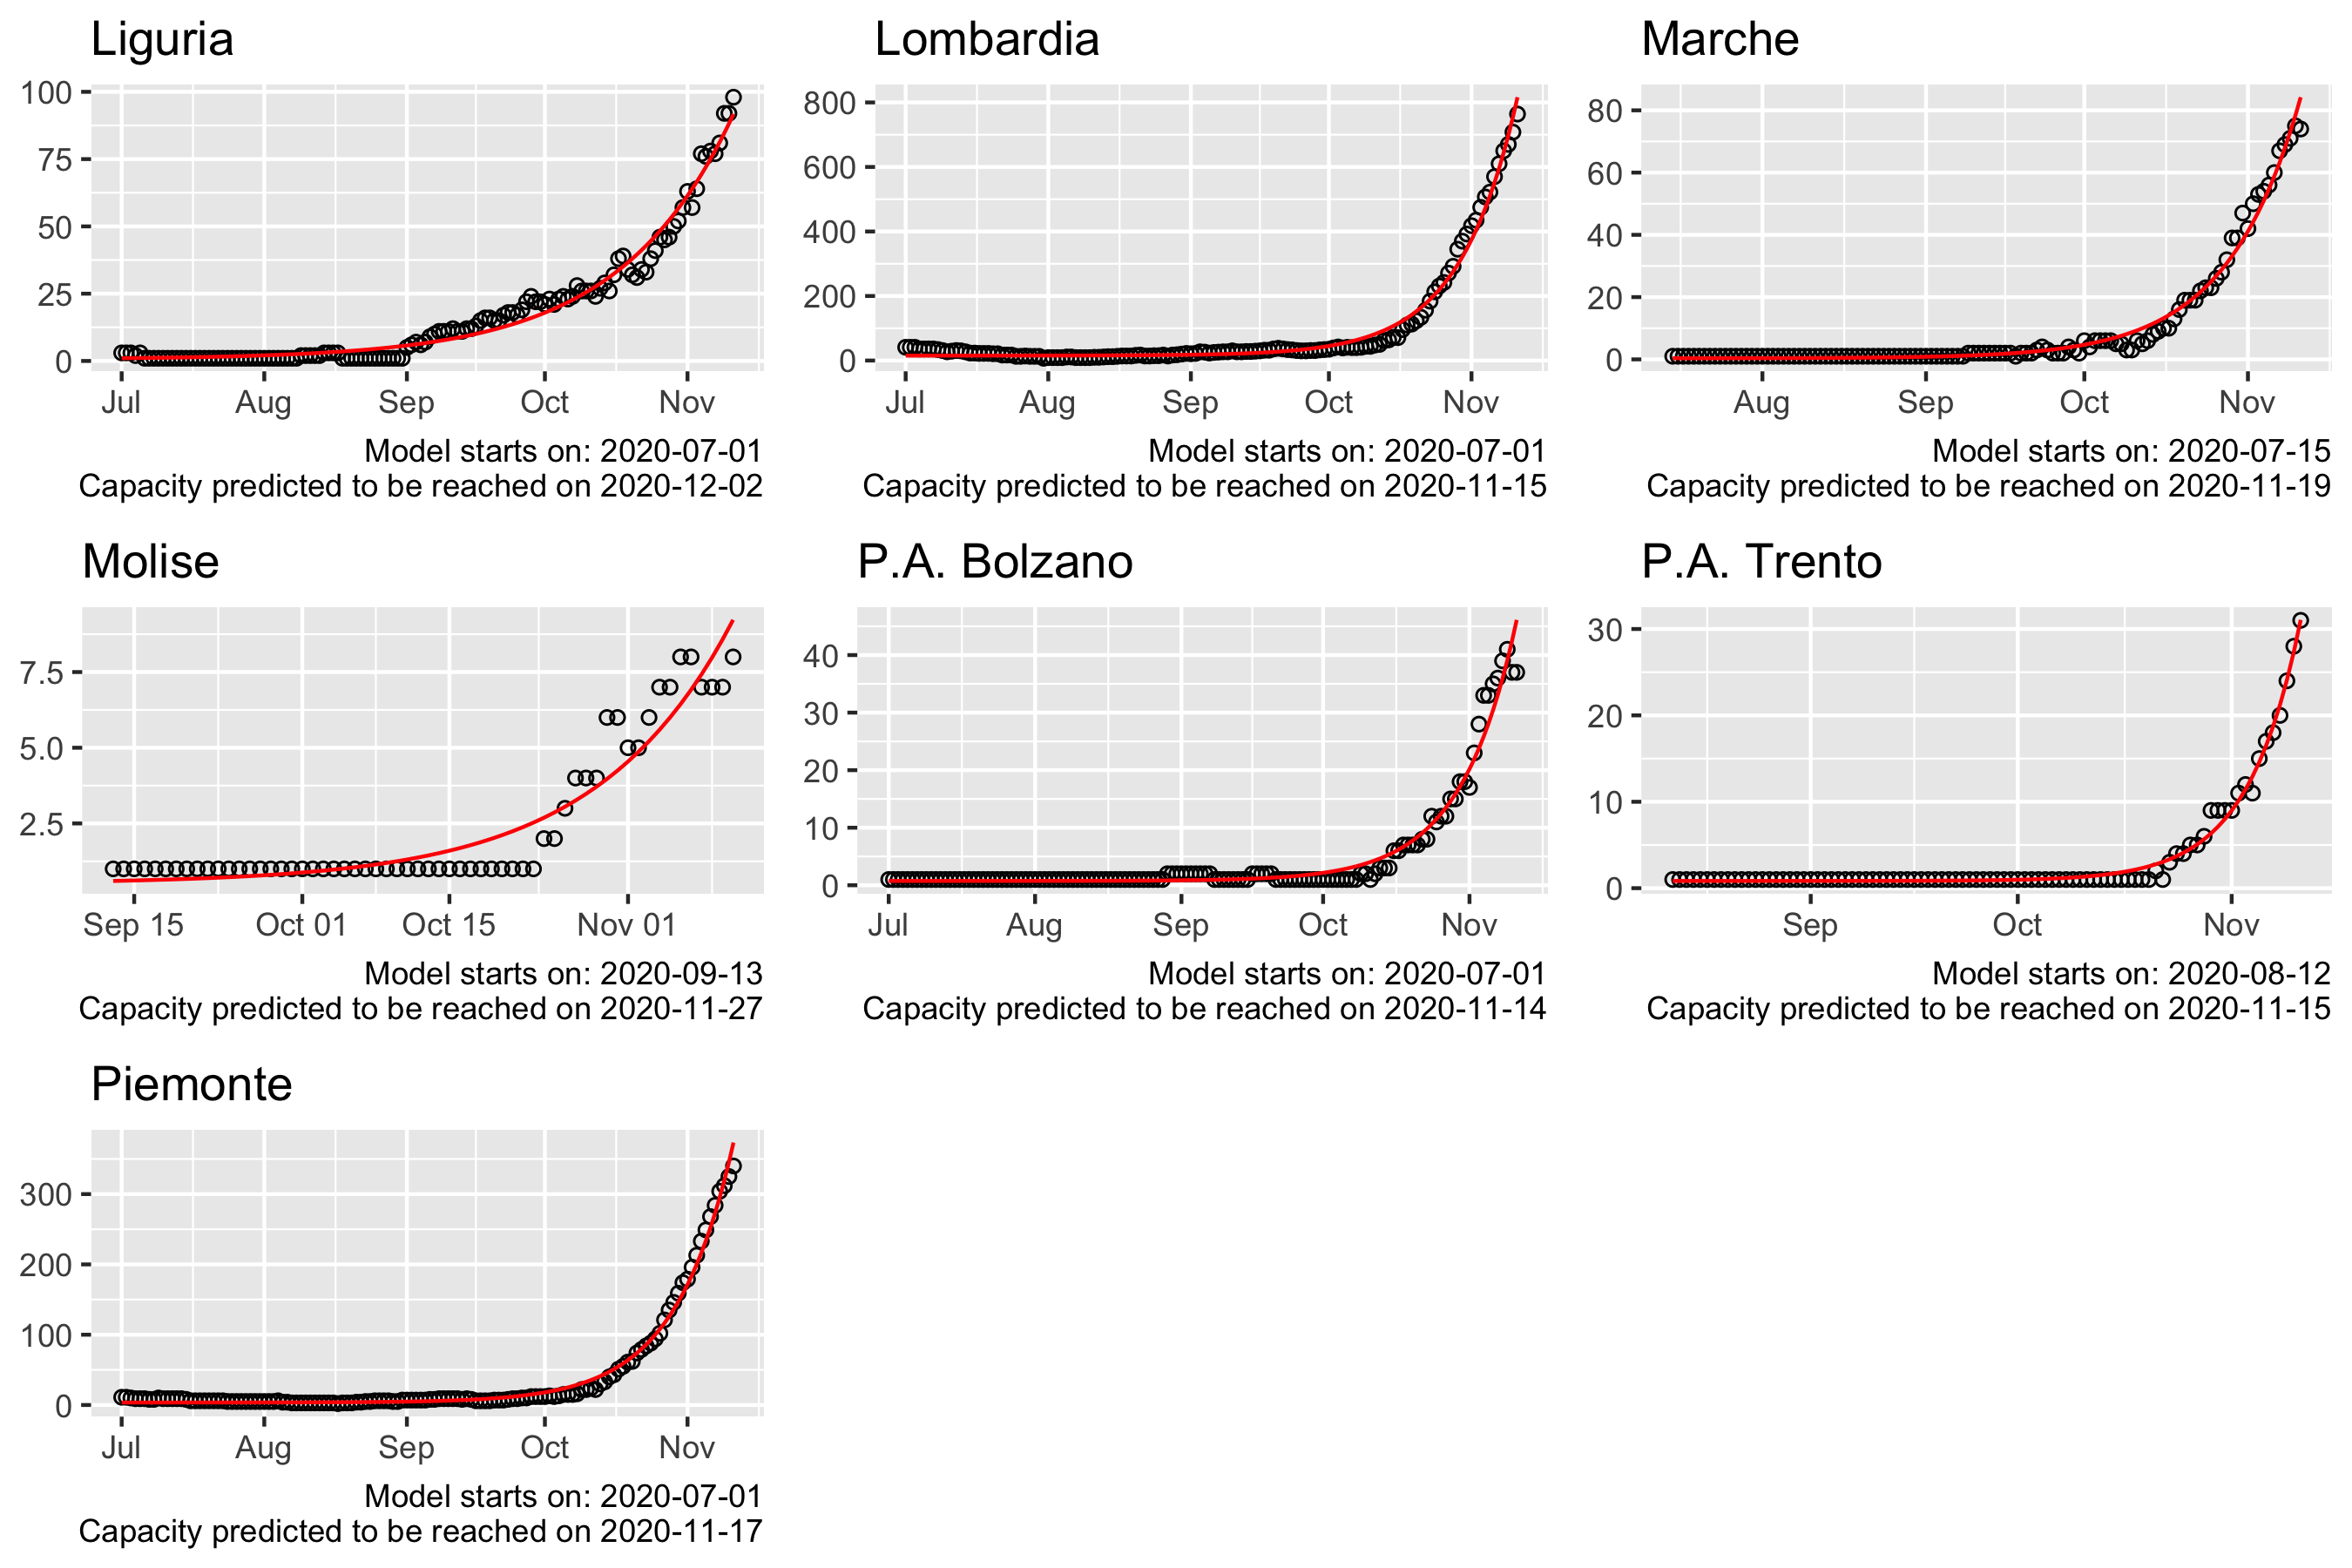 Liguria
100
75
50
25
0
Jul Aug Sep Oct Nov
Model starts on: 2020-07-01
Capacity predicted to be reached on 2020-12-02
Lombardia
800
600
400
200
0
Jul Aug Sep Oct Nov
Model starts on: 2020-07-01
Capacity predicted to be reached on 2020-11-15
Marche
80
60
40
20
0
Aug Sep Oct Nov
Model starts on: 2020-07-15
Capacity predicted to be reached on 2020-11-19
Molise
7.5
5.0
2.5
Sep 15 Oct 01 Oct 15 Nov 01
Model starts on: 2020-09-13
Capacity predicted to be reached on 2020-11-27
P.A. Bolzano
40
30
20
10
0
Jul Aug Sep Oct Nov
Model starts on: 2020-07-01
Capacity predicted to be reached on 2020-11-14
P.A. Trento
30
20
10
0
Sep Oct Nov
Model starts on: 2020-08-12
Capacity predicted to be reached on 2020-11-15
Piemonte
300
200
100
0
Jul Aug Sep Oct Nov
Model starts on: 2020-07-01
Capacity predicted to be reached on 2020-11-17